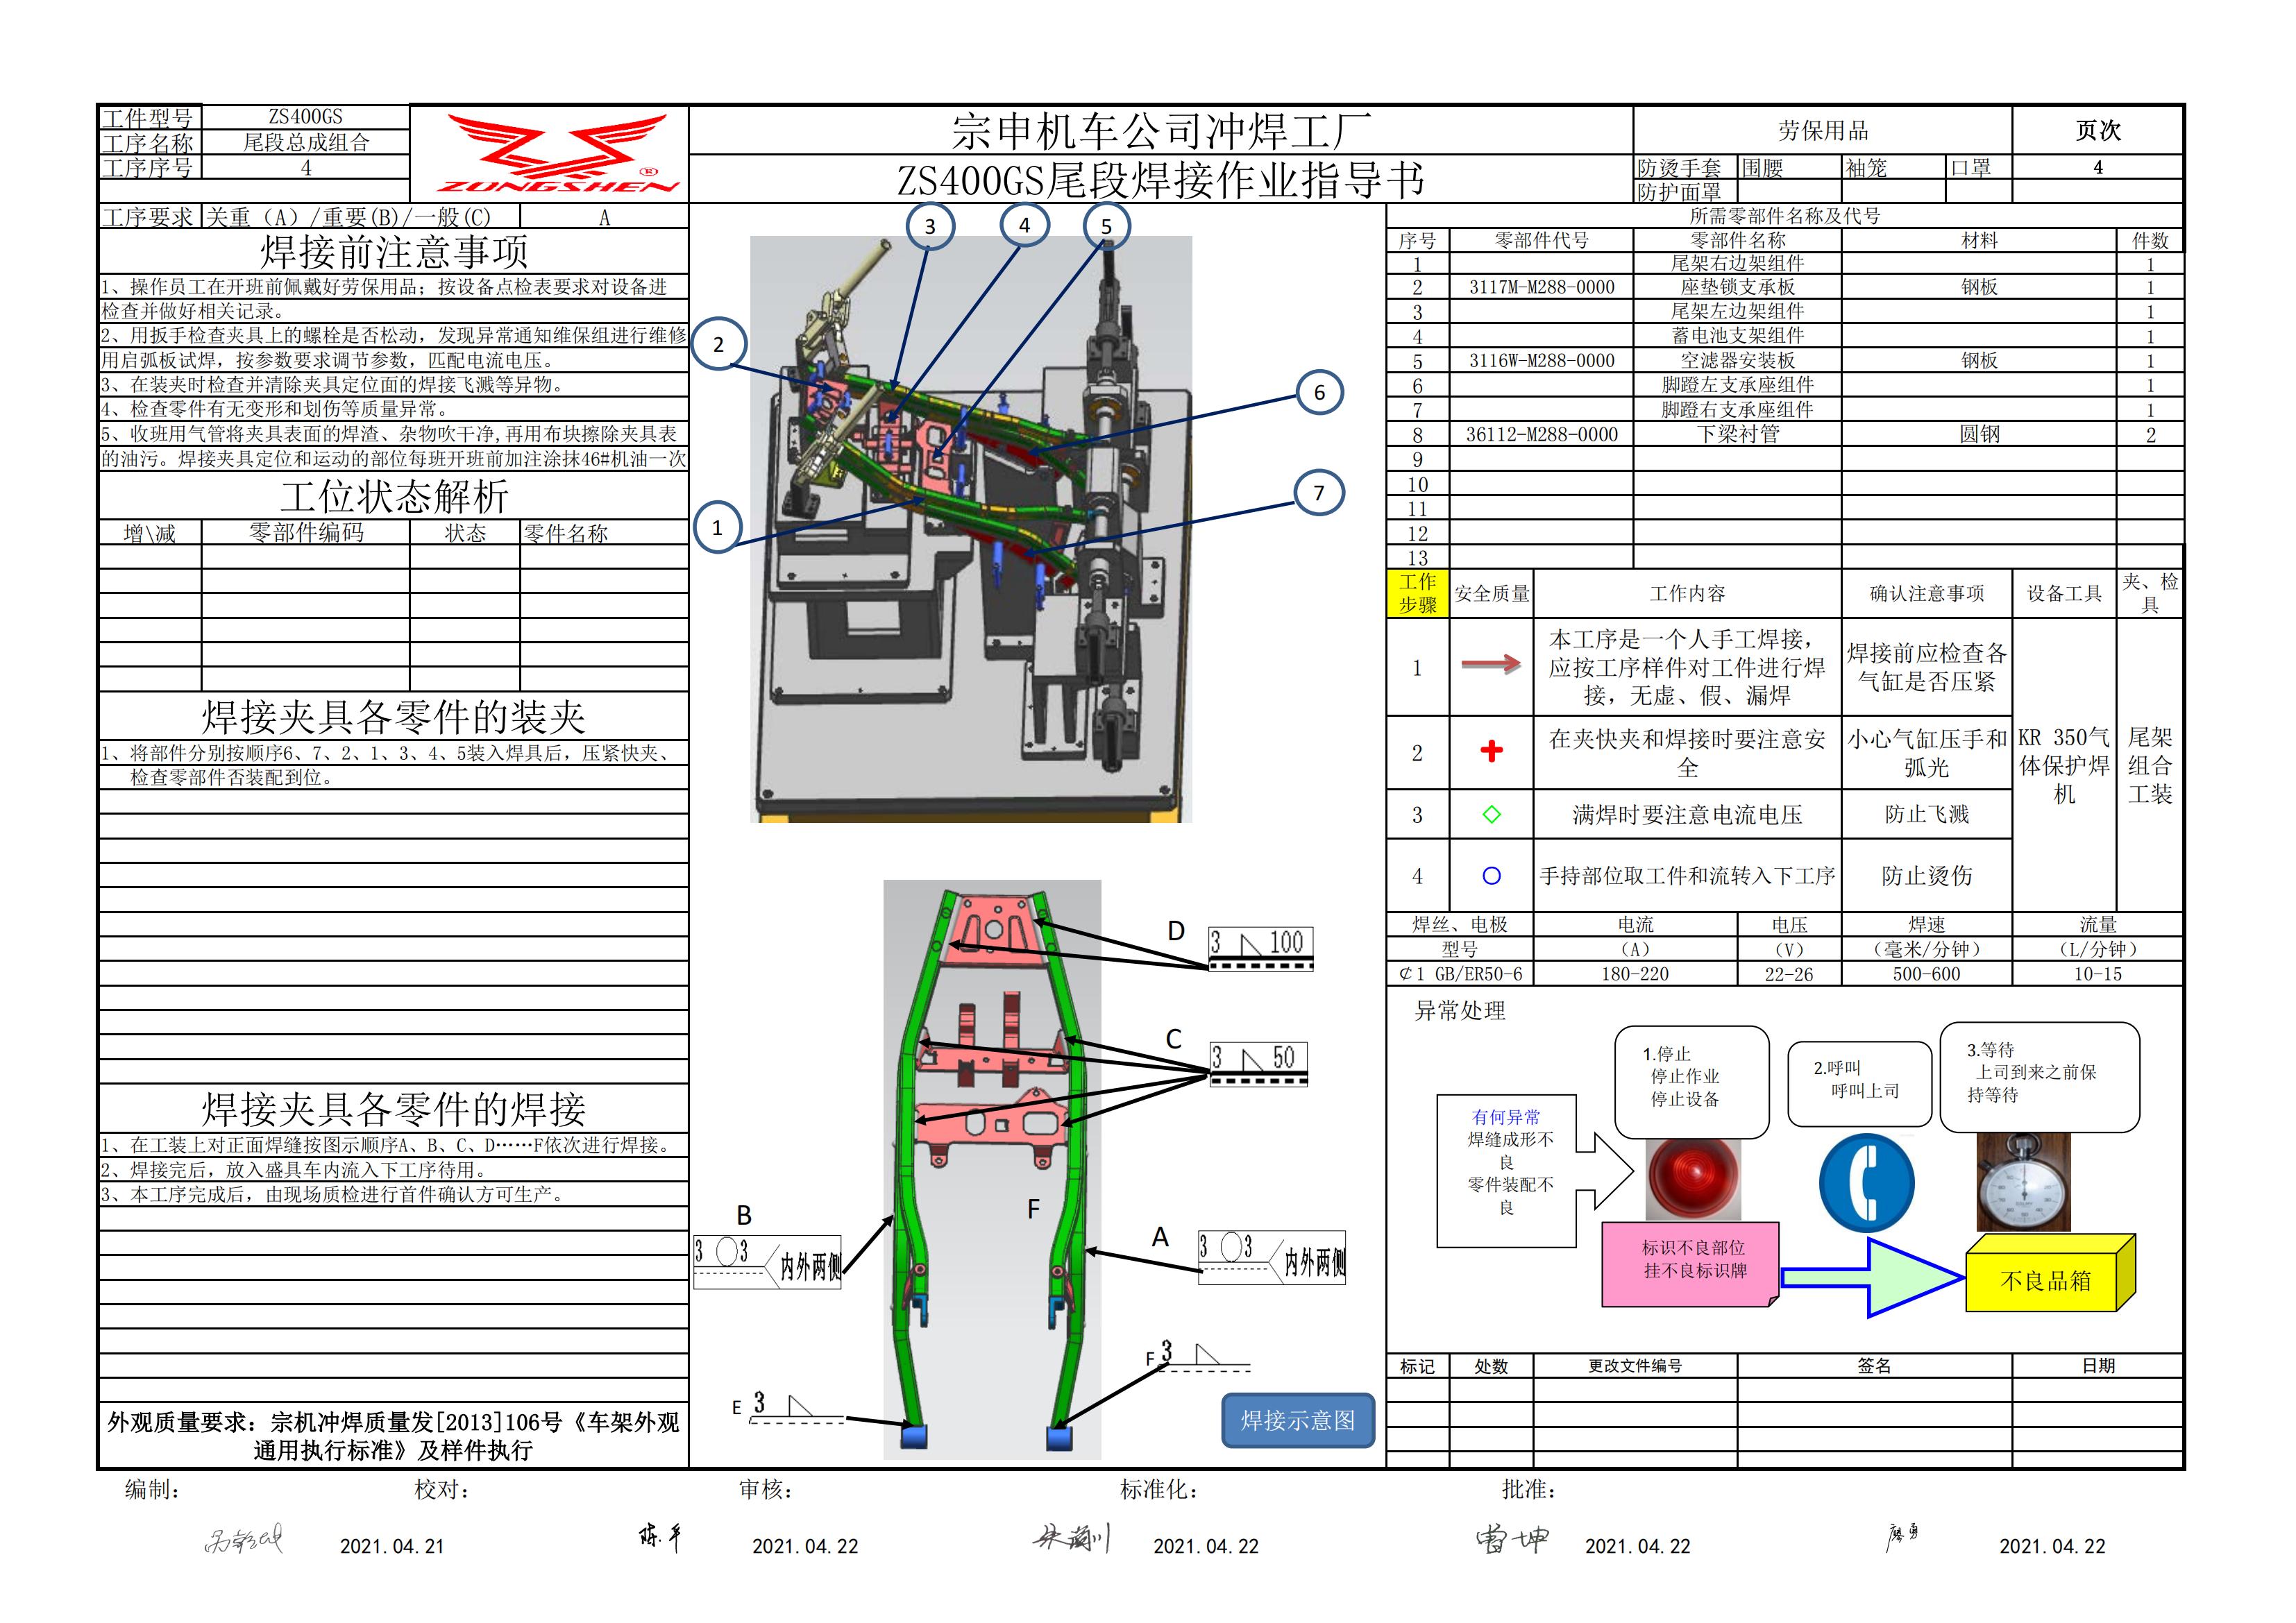 工件型号 ZS400GS
工序名称 尾段总成组合
工序序号 4
ZONGSHEN ®
宗申机车公司冲焊工厂
ZS400GS尾段焊接作业指导书
劳保用品 页次
防烫手套 围腰 袖笼 口罩 4
防护面罩
工序要求 关重（A）/重要(B)/一般(C) A
焊接前注意事项
1、操作员工在开班前佩戴好劳保用品；按设备点检表要求对设备进
检查并做好相关记录。
2、用扳手检查夹具上的螺栓是否松动，发现异常通知维保组进行维修
用启弧板试焊，按参数要求调节参数，匹配电流电压。
3、在装夹时检查并清除夹具定位面的焊接飞溅等异物。
4、检查零件有无变形和划伤等质量异常。
5、收班用气管将夹具表面的焊渣、杂物吹干净,再用布块擦除夹具表
的油污。焊接夹具定位和运动的部位每班开班前加注涂抹46#机油一次
工位状态解析
增\减 零部件编码 状态 零件名称
焊接夹具各零件的装夹
1、将部件分别按顺序6、7、2、1、3、4、5装入焊具后，压紧快夹、
检查零部件否装配到位。
焊接夹具各零件的焊接
1、在工装上对正面焊缝按图示顺序A、B、C、D……F依次进行焊接。
2、焊接完后，放入盛具车内流入下工序待用。
3、本工序完成后，由现场质检进行首件确认方可生产。
外观质量要求：宗机冲焊质量发[2013]106号《车架外观
通用执行标准》及样件执行
3 4 5
2
6
7
1
D
3 100
C
3 50
B
3 3 内外两侧
F
A
3 3 内外两侧
F 3
E 3
焊接示意图
所需零部件名称及代号
序号 零部件代号 零部件名称 材料 件数
1 尾架右边架组件 1
2 3117M-M288-0000 座垫锁支承板 钢板 1
3 尾架左边架组件 1
4 蓄电池支架组件 1
5 3116W-M288-0000 空滤器安装板 钢板 1
6 脚蹬左支承座组件 1
7 脚蹬右支承座组件 1
8 36112-M288-0000 下梁衬管 圆钢 2
9
10
11
12
13
工作
步骤 安全质量 工作内容 确认注意事项 设备工具 夹、检
具
1 本工序是一个人手工焊接，
应按工序样件对工件进行焊
接，无虚、假、漏焊
焊接前应检查各
气缸是否压紧
2 在夹快夹和焊接时要注意安
全
小心气缸压手和
弧光
KR 350气
体保护焊
机
尾架
组合
工装
3 满焊时要注意电流电压 防止飞溅
4 手持部位取工件和流转入下工序 防止烫伤
焊丝、电极 电流 电压 焊速 流量
型号 （A） （V） （毫米/分钟） （L/分钟）
¢1 GB/ER50-6 180-220 22-26 500-600 10-15
异常处理
1.停止
停止作业
停止设备
2.呼叫
呼叫上司
3.等待
上司到来之前保
持等待
有何异常
焊缝成形不
良
零件装配不
良
标识不良部位
挂不良标识牌
不良品箱
标记 处数 更改文件编号 签名 日期
编制： 校对： 审核： 标准化： 批准：
2021.04.21 陈平 2021.04.22 2021.04.22 雷坤 2021.04.22 廖勇 2021.04.22